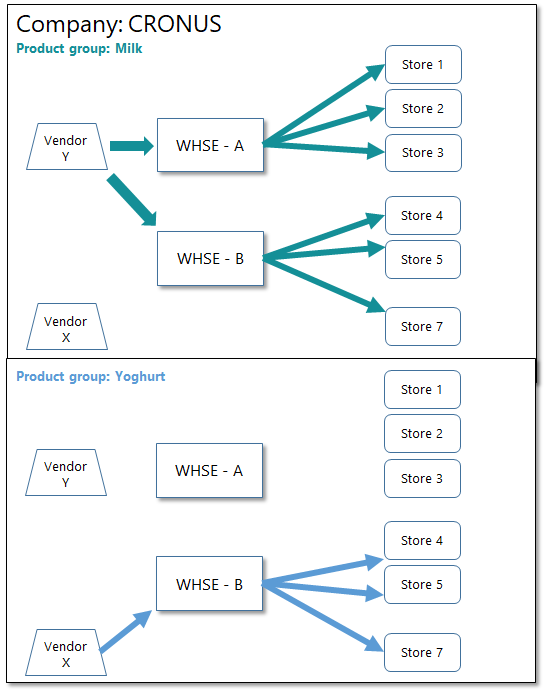 Company: CRONUS
Product group: Milk
Store 1
Store 2
Vendor
Y
WHSE - A
Store 3
Store 4
WHSE - B
Store 5
Vendor
X
Store 7
Product group: Yoghurt
Store 1
Store 2
Vendor
Y
WHSE - A
Store 3
Store 4
WHSE - B
Store 5
Vendor
X
Store 7